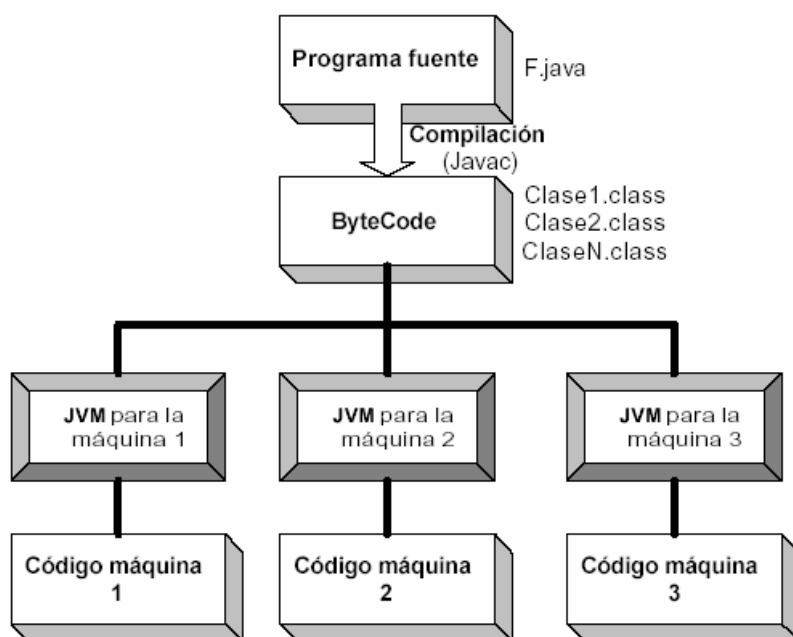 Programa fuente
F.java
Compilación
(Javac)
ByteCode
Clase1.class
Clase2.class
ClaseN.class
JVM para la
máquina 1
JVM para la
máquina 2
JVM para la
máquina 3
Código máquina
1
Código máquina
2
Código máquina
3